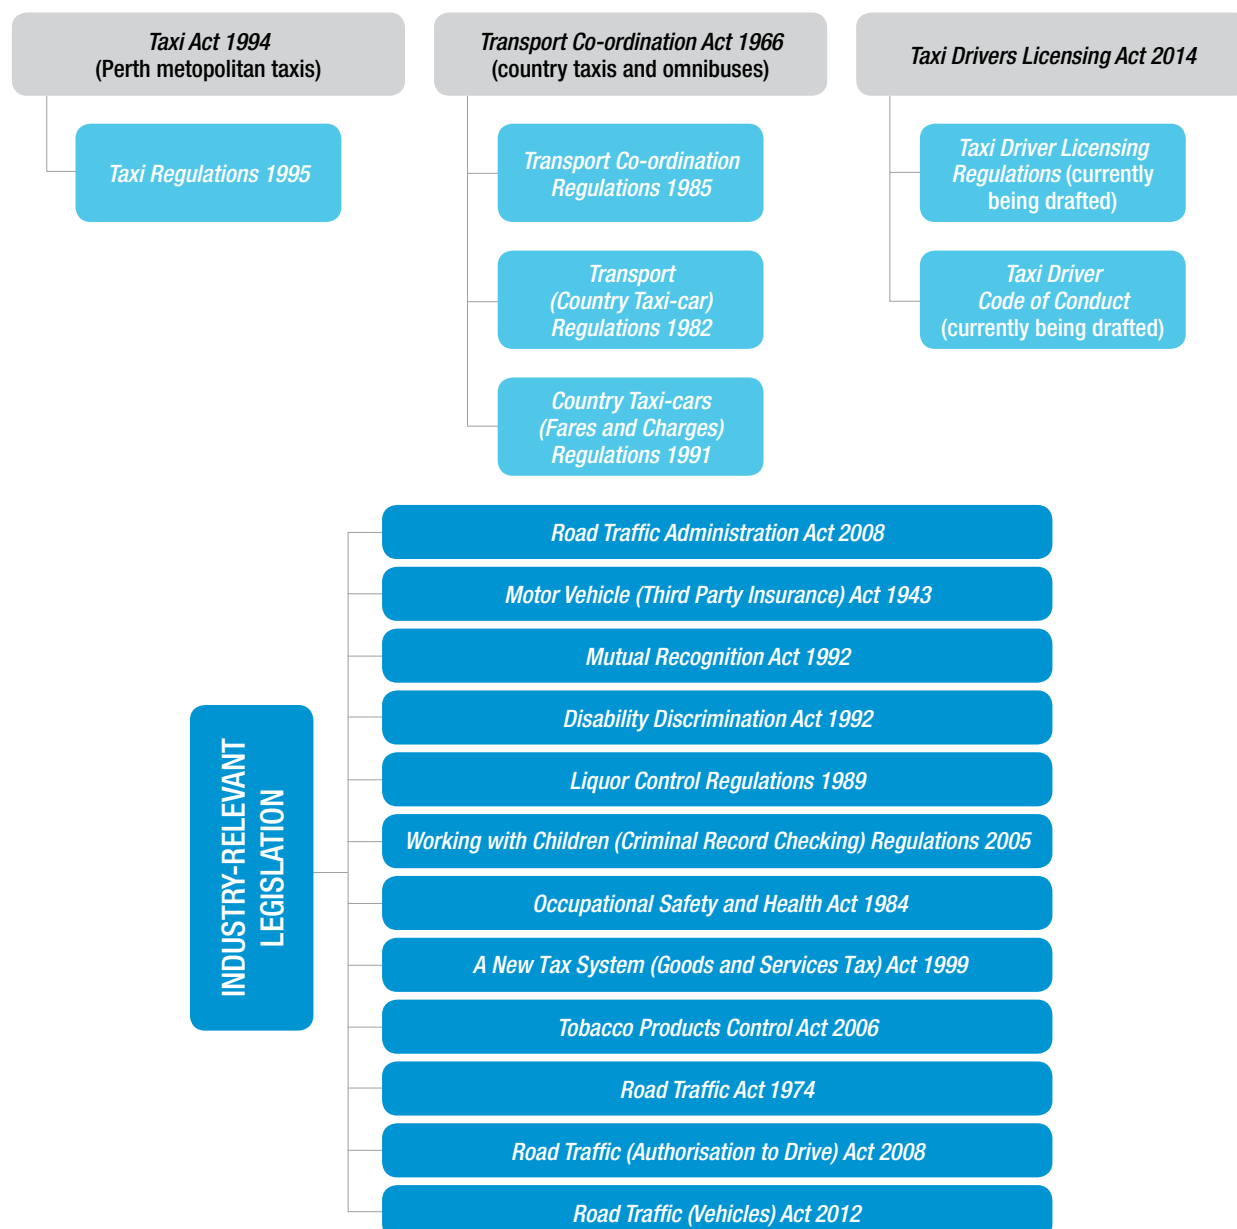 Taxi Act 1994
(Perth metopolitan taxis)
Taxi Regulations 1995
Transport Co-ordination Act 1966
(country taxis and omnibuses)
Transport Co-ordination
Regulations 1985
Transport
(Country Taxi-car)
Regulations 1982
Country Taxi-cars
(Fares and Charges)
Regulations 1991
Taxi Drivers Licensing Act 2014
Taxi Driver Licensing
Regulations (currently
being drafted)
Taxi Driver
Code of Conduct
(currently being drafted)
INDUSTRY-RELEVANT
LEGISLATION
Road Traffic Administration Act 2008
Motor Vehicle (Third Party Insurance) Act 1943
Mutual Recognition Act 1992
Disability Discrimination Act 1992
Liquor Control Regulations 1989
Working with Children (Criminal Record Checking) Regulations 2005
Occupational Safety and Health Act 1984
A New Tax System (Goods and Services Tax) Act 1999
Tobacco Products Control Act 2006
Road Traffic Act 1974
Road Traffic (Authorisation to Drive) Act 2008
Road Traffic (Vehicles) Act 2012